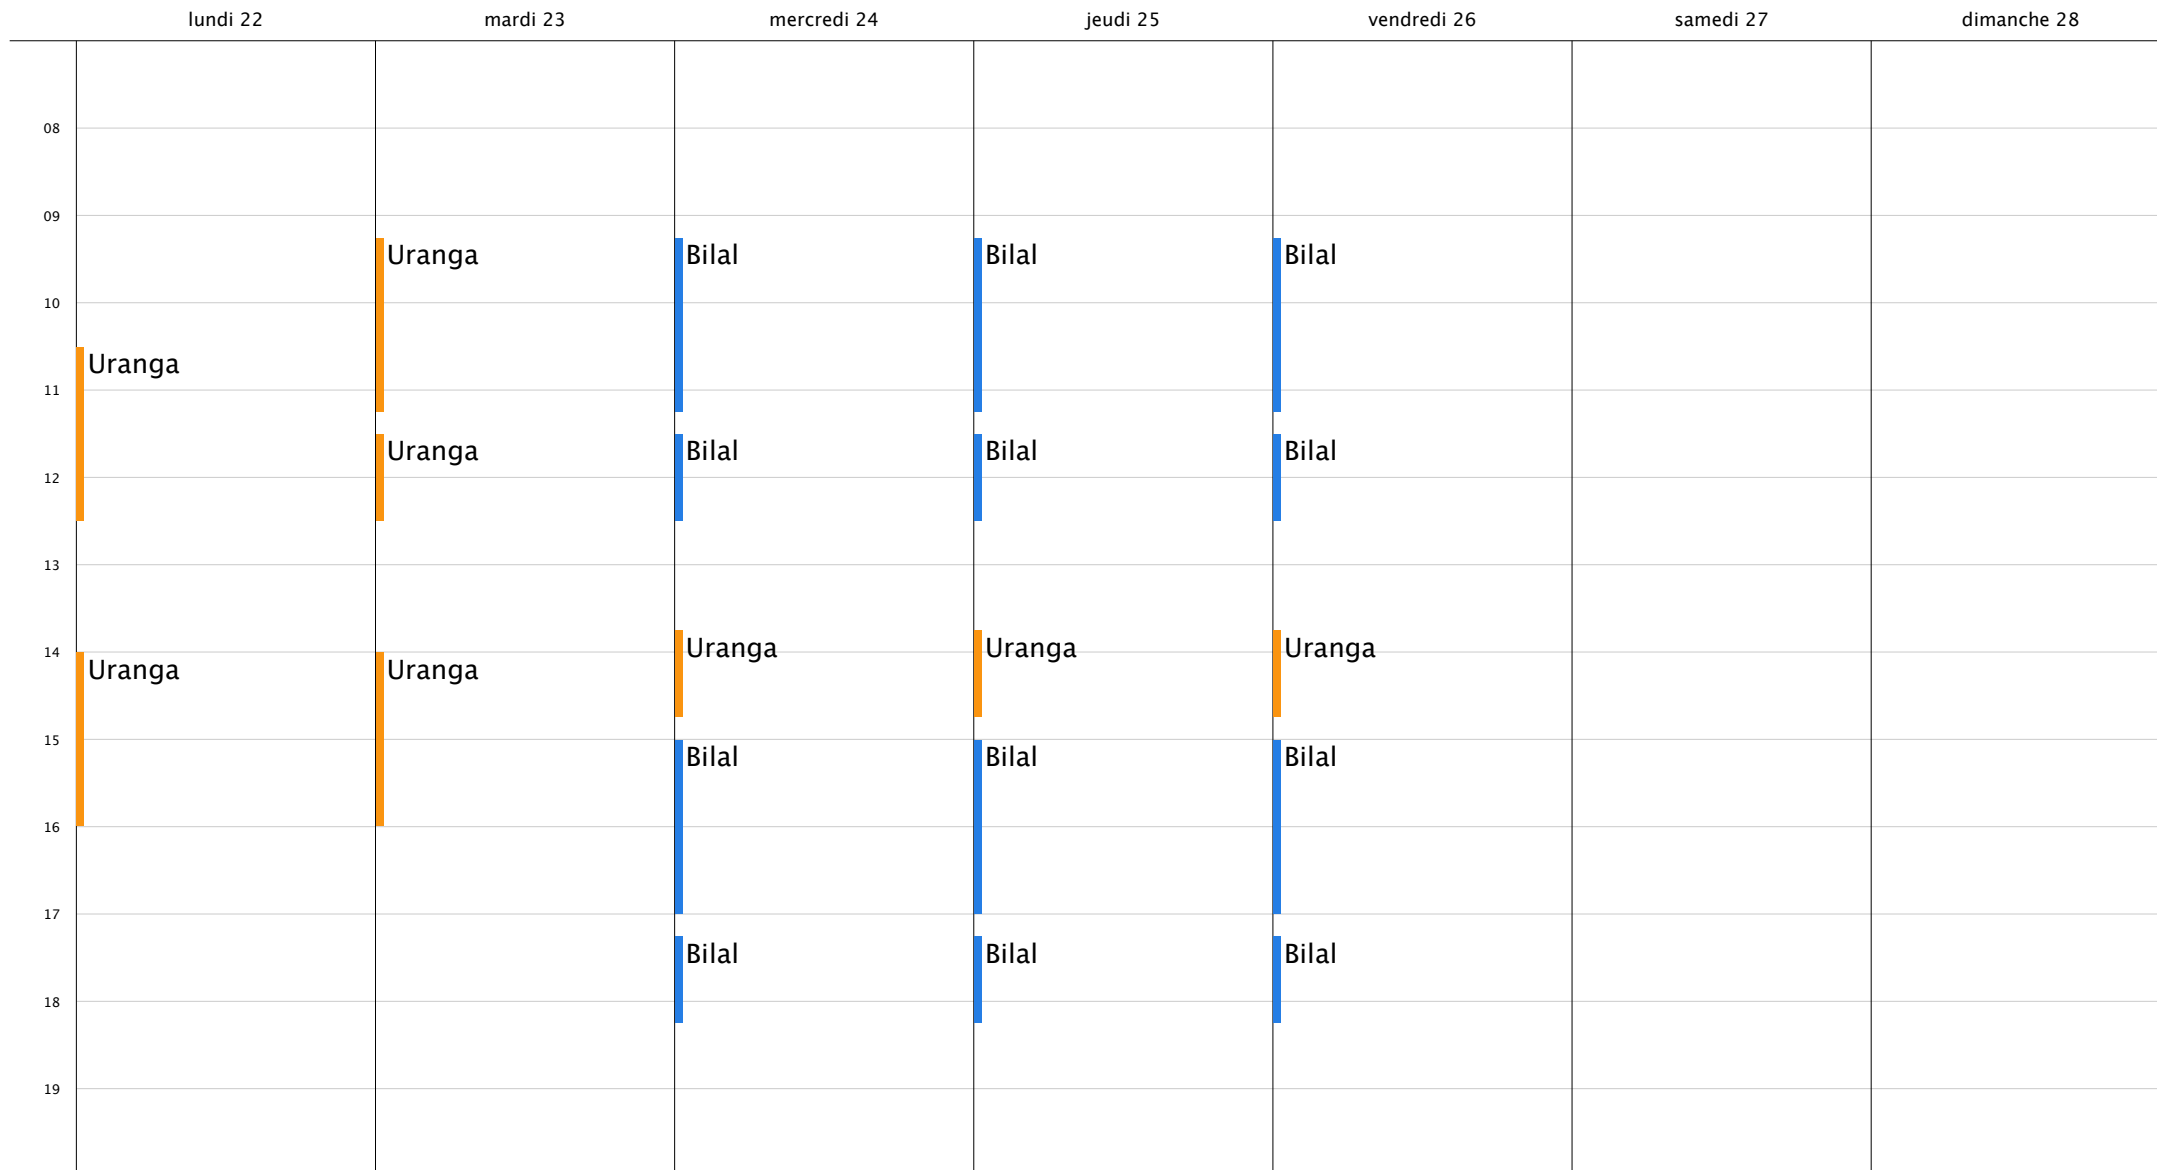 lundi 22 mardi 23 mercredi 24 jeudi 25 vendredi 26 samedi 27 dimanche 28
08
09
Uranga Bilal Bilal Bilal
10
Uranga
11
Uranga Bilal Bilal Bilal
12
13
Uranga Uranga Uranga
14
Uranga Uranga
15
Bilal Bilal Bilal
16
17
Bilal Bilal Bilal
18
19